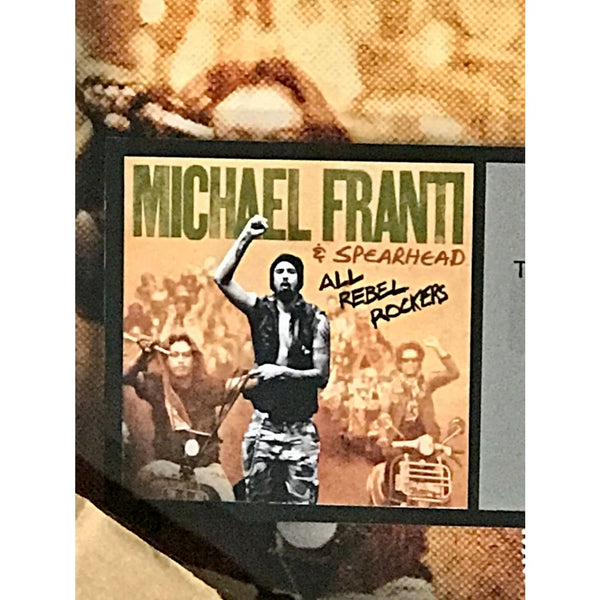 MICHAEL FRANTI
& SPEARHEAD
ALL
REBEL
ROCKERS
T